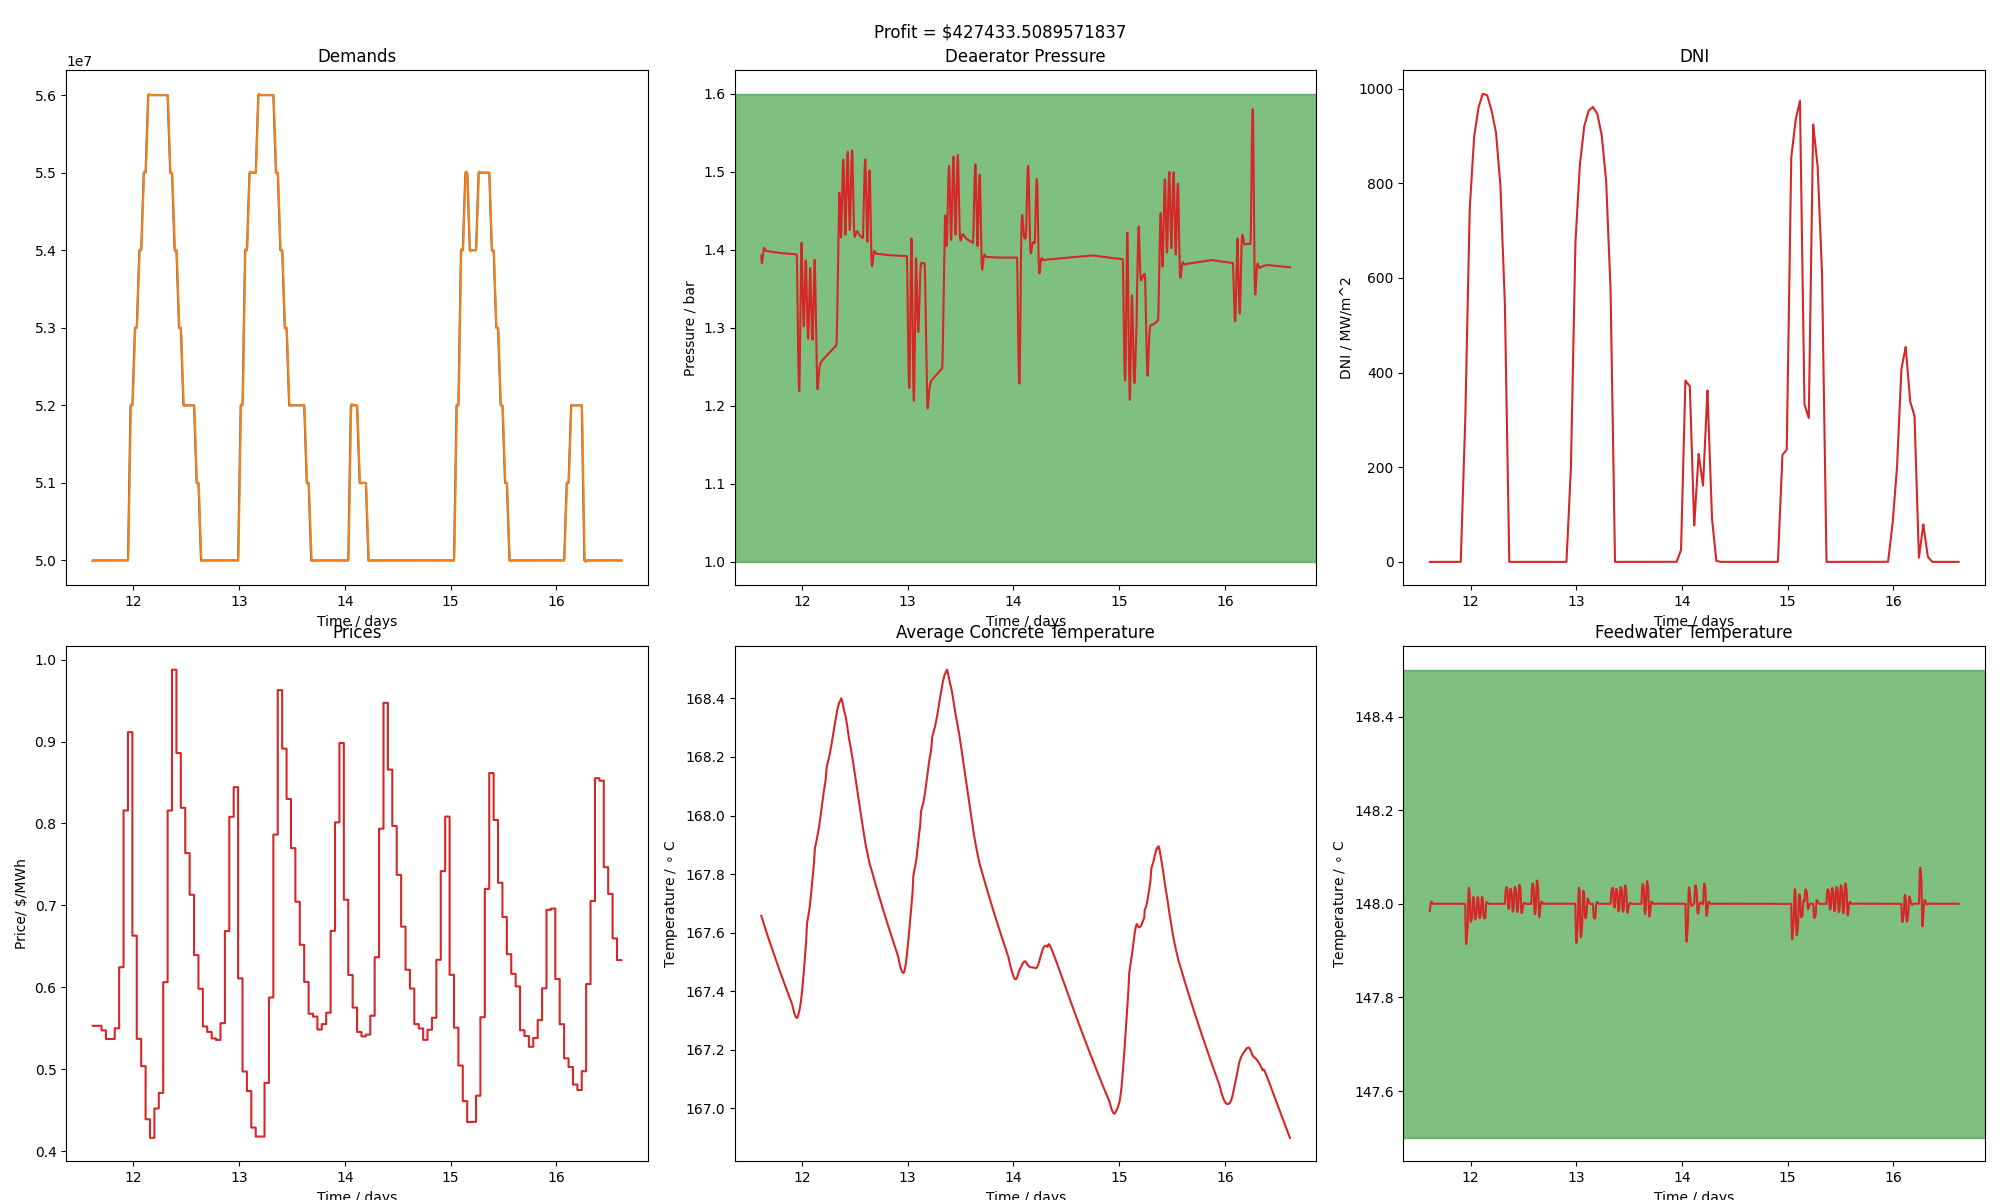 Profit = $427433.5089571837
Demands
1e7
5.6
5.5
5.4
5.3
5.2
5.1
5.0
12 13 14 15 16
Time / days
Deaerator Pressure
Pressure / bar
1.6
1.5
1.4
1.3
1.2
1.1
1.0
12 13 14 15 16
Time / days
DNI
DNI / MW/m^2
1000
800
600
400
200
0
12 13 14 15 16
Time / days
Prices
Price/ $/MWh
1.0
0.9
0.8
0.7
0.6
0.5
0.4
12 13 14 15 16
Time / days
Average Concrete Temperature
Temperature / ∘ C
168.4
168.2
168.0
167.8
167.6
167.4
167.2
167.0
12 13 14 15 16
Time / days
Feedwater Temperature
Temperature / ∘ C
148.4
148.2
148.0
147.8
147.6
12 13 14 15 16
Time / days